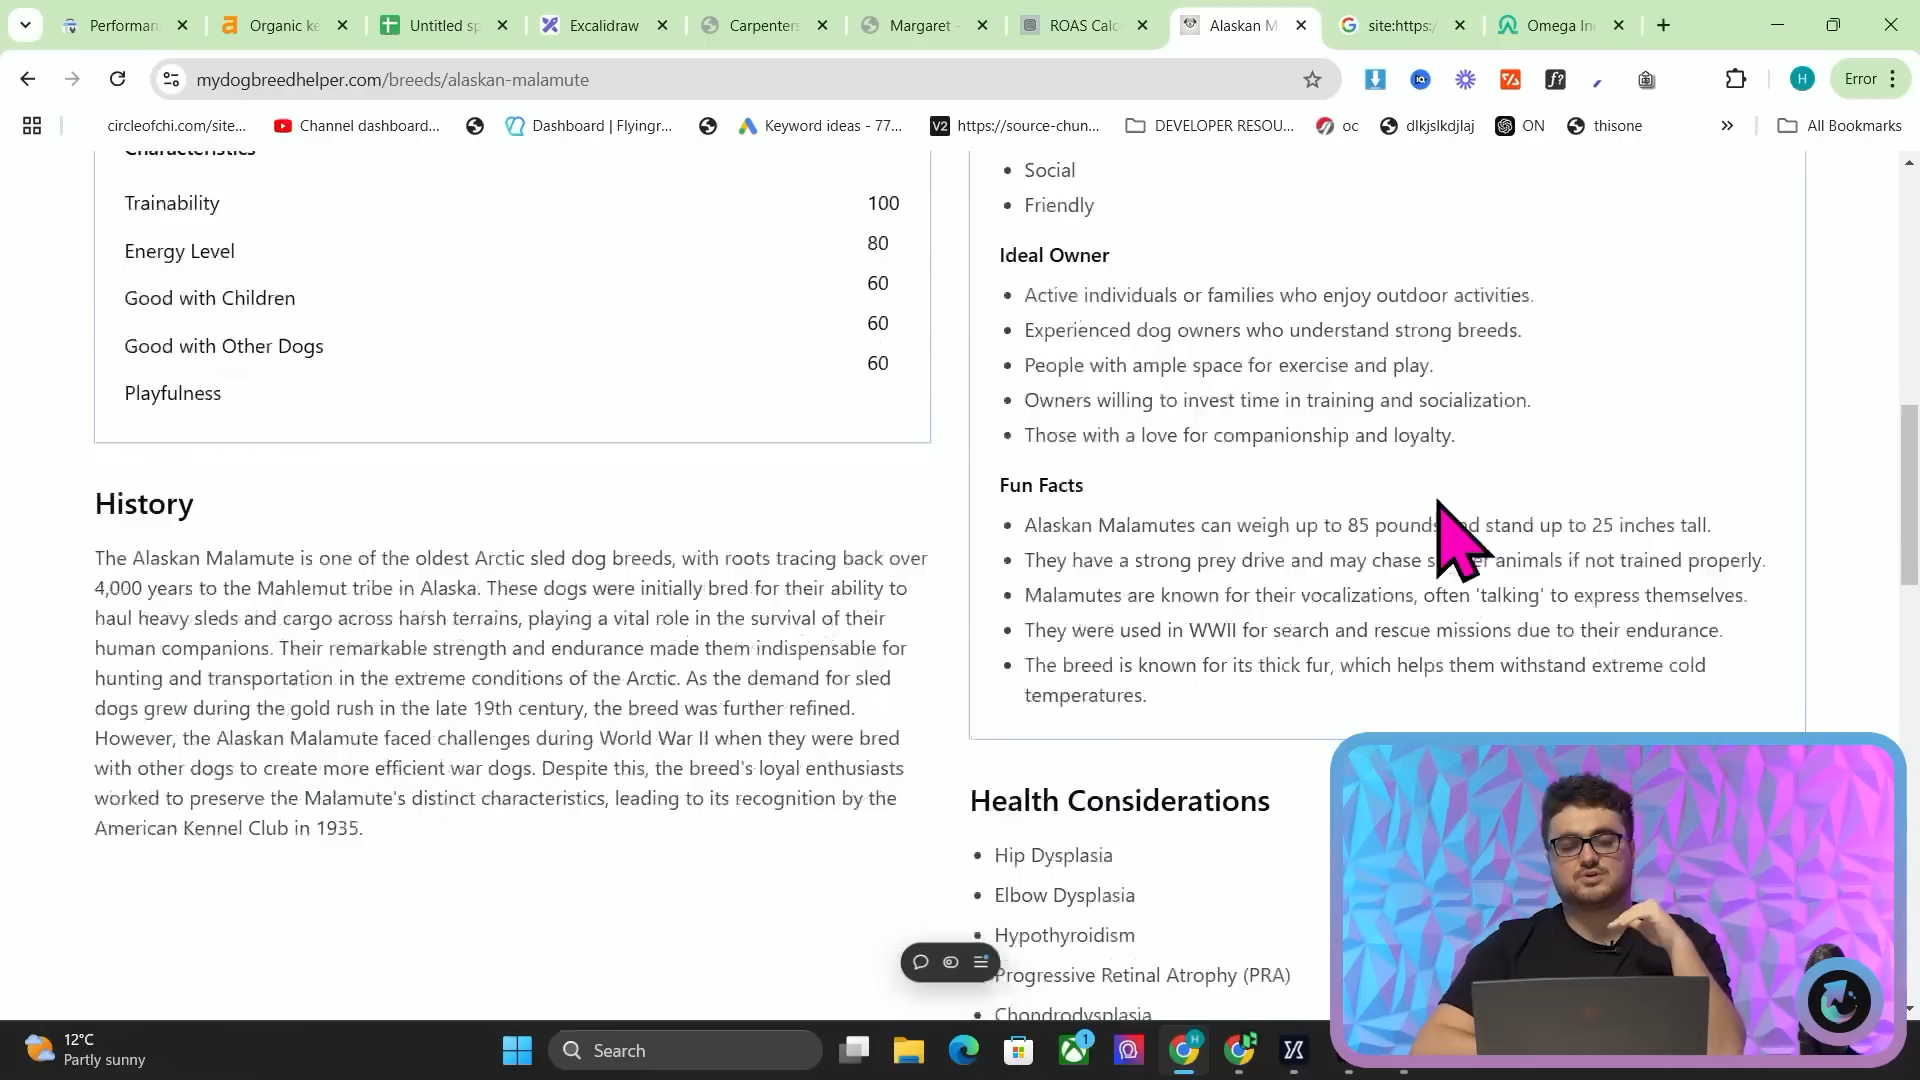 Performan
Organic ke
Untitled sp
Excalidraw
Carpenters
Margaret -
ROAS Calc
Alaskan M
site:https:/
Omega In
mydogbreedhelper.com/breeds/alaskan-malamute
Error
circleofchi.com/site...
Channel dashboard...
Dashboard | Flyingr...
Keyword ideas - 77...
V2
https://source-chun...
DEVELOPER RESOU...
oc
dlkjslkdjlaj
ON
thisone
All Bookmarks
Characteristics
Trainability
100
Energy Level
80
Good with Children
60
Good with Other Dogs
60
Playfulness
60
History
The Alaskan Malamute is one of the oldest Arctic sled dog breeds, with roots tracing back over
4,000 years to the Mahlemut tribe in Alaska. These dogs were initially bred for their ability to
haul heavy sleds and cargo across harsh terrains, playing a vital role in the survival of their
human companions. Their remarkable strength and endurance made them indispensable for
hunting and transportation in the extreme conditions of the Arctic. As the demand for sled
dogs grew during the gold rush in the late 19th century, the breed was further refined.
However, the Alaskan Malamute faced challenges during World War II when they were bred
with other dogs to create more efficient war dogs. Despite this, the breed's loyal enthusiasts
worked to preserve the Malamute's distinct characteristics, leading to its recognition by the
American Kennel Club in 1935.
Social
Friendly
Ideal Owner
Active individuals or families who enjoy outdoor activities.
Experienced dog owners who understand strong breeds.
People with ample space for exercise and play.
Owners willing to invest time in training and socialization.
Those with a love for companionship and loyalty.
Fun Facts
Alaskan Malamutes can weigh up to 85 pounds nd stand up to 25 inches tall.
They have a strong prey drive and may chase animals if not trained properly.
Malamutes are known for their vocalizations, often 'talking' to express themselves.
They were used in WWII for search and rescue missions due to their endurance.
The breed is known for its thick fur, which helps them withstand extreme cold
temperatures.
Health Considerations
Hip Dysplasia
Elbow Dysplasia
Hypothyroidism
Progressive Retinal Atrophy (PRA)
Chondrodysplasia
12°C
Partly sunny
Search
1